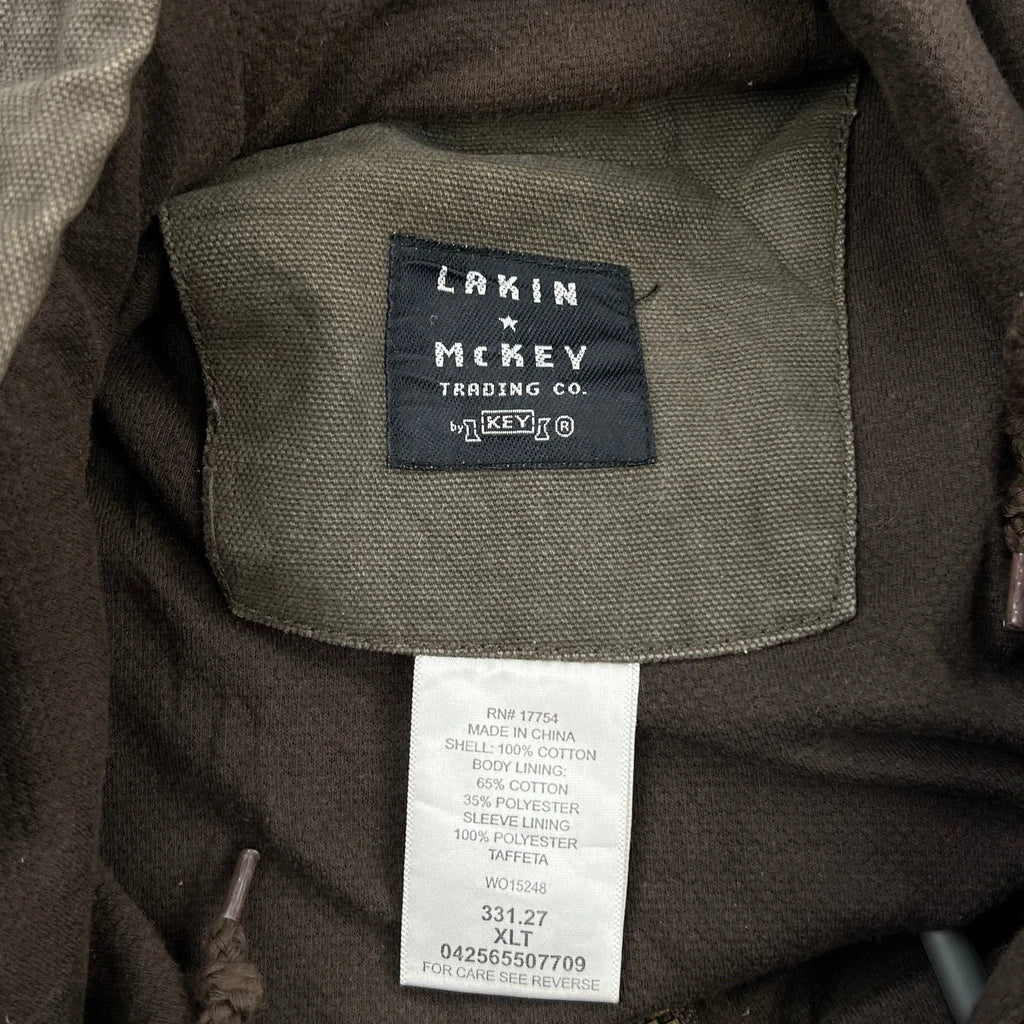 LAKIN
★
McKEY
TRADING CO.
by KEY ®
RN# 17754
MADE IN CHINA
SHELL: 100% COTTON
BODY LINING:
65% COTTON
35% POLYESTER
SLEEVE LINING
100% POLYESTER
TAFFETA
WO15248
331.27
XLT
042565507709
FOR CARE SEE REVERSE